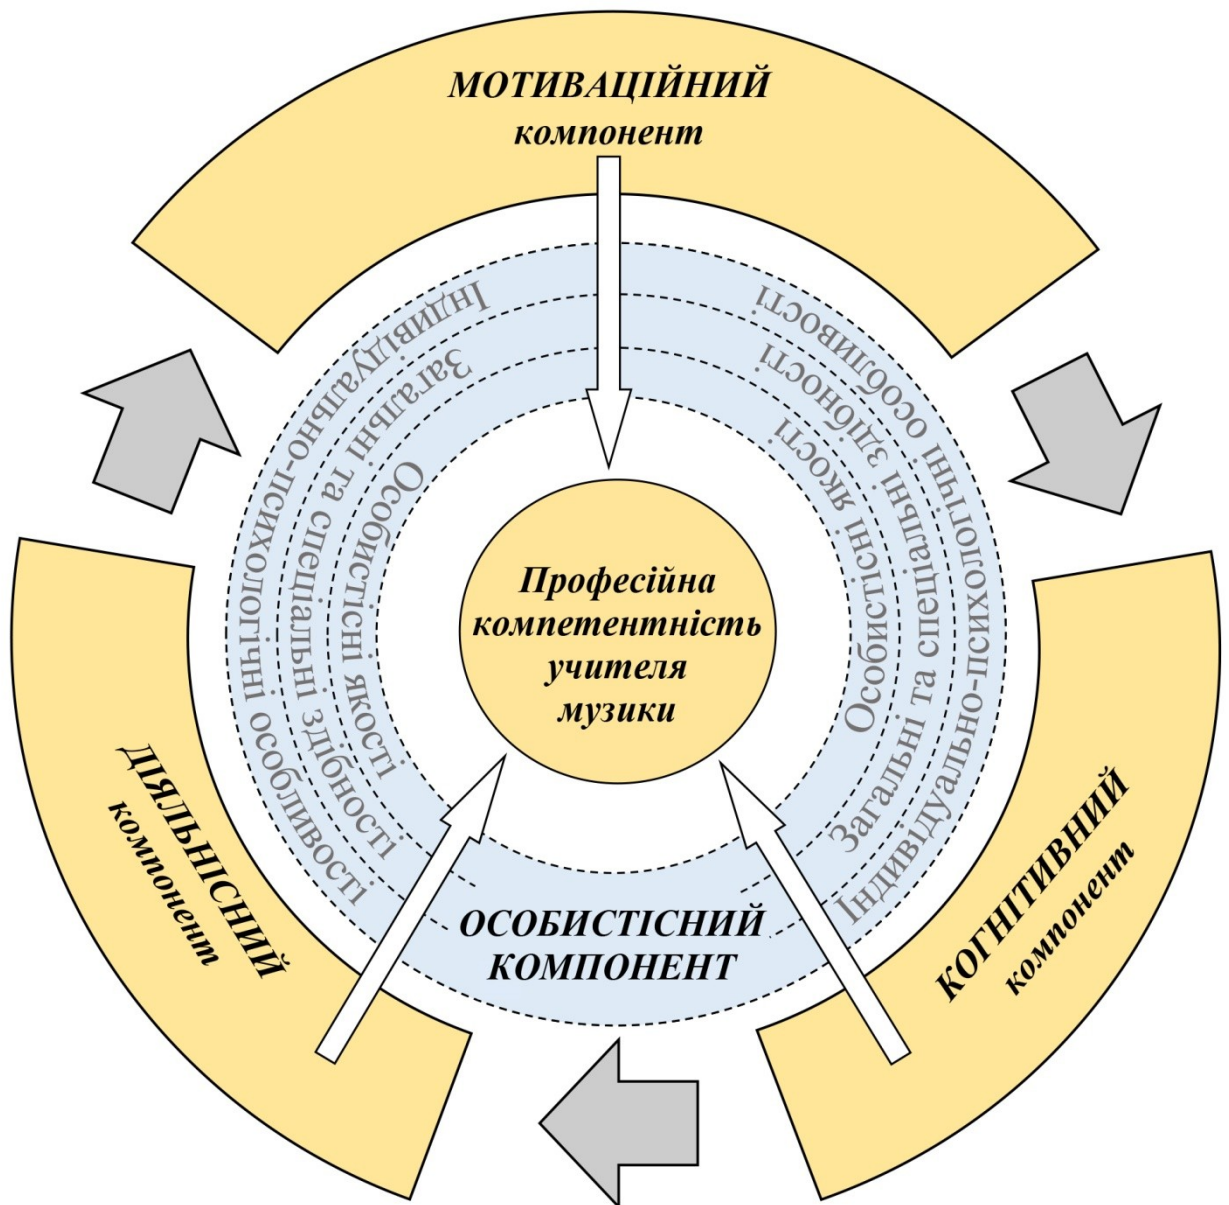 МОТИВАЦІЙНИЙ
компонент
Індивідуально-психологічні особливості
Загальні та спеціальні здібності
Особистісні якості
Індивідуально-психологічні особливості
Загальні та спеціальні здібності
Особистісні якості
Професійна
компетентність
учителя
музики
ДІЯЛЬНІСНИЙ
компонент
КОГНІТИВНИЙ
компонент
ОСОБИСТІСНИЙ
КОМПОНЕНТ